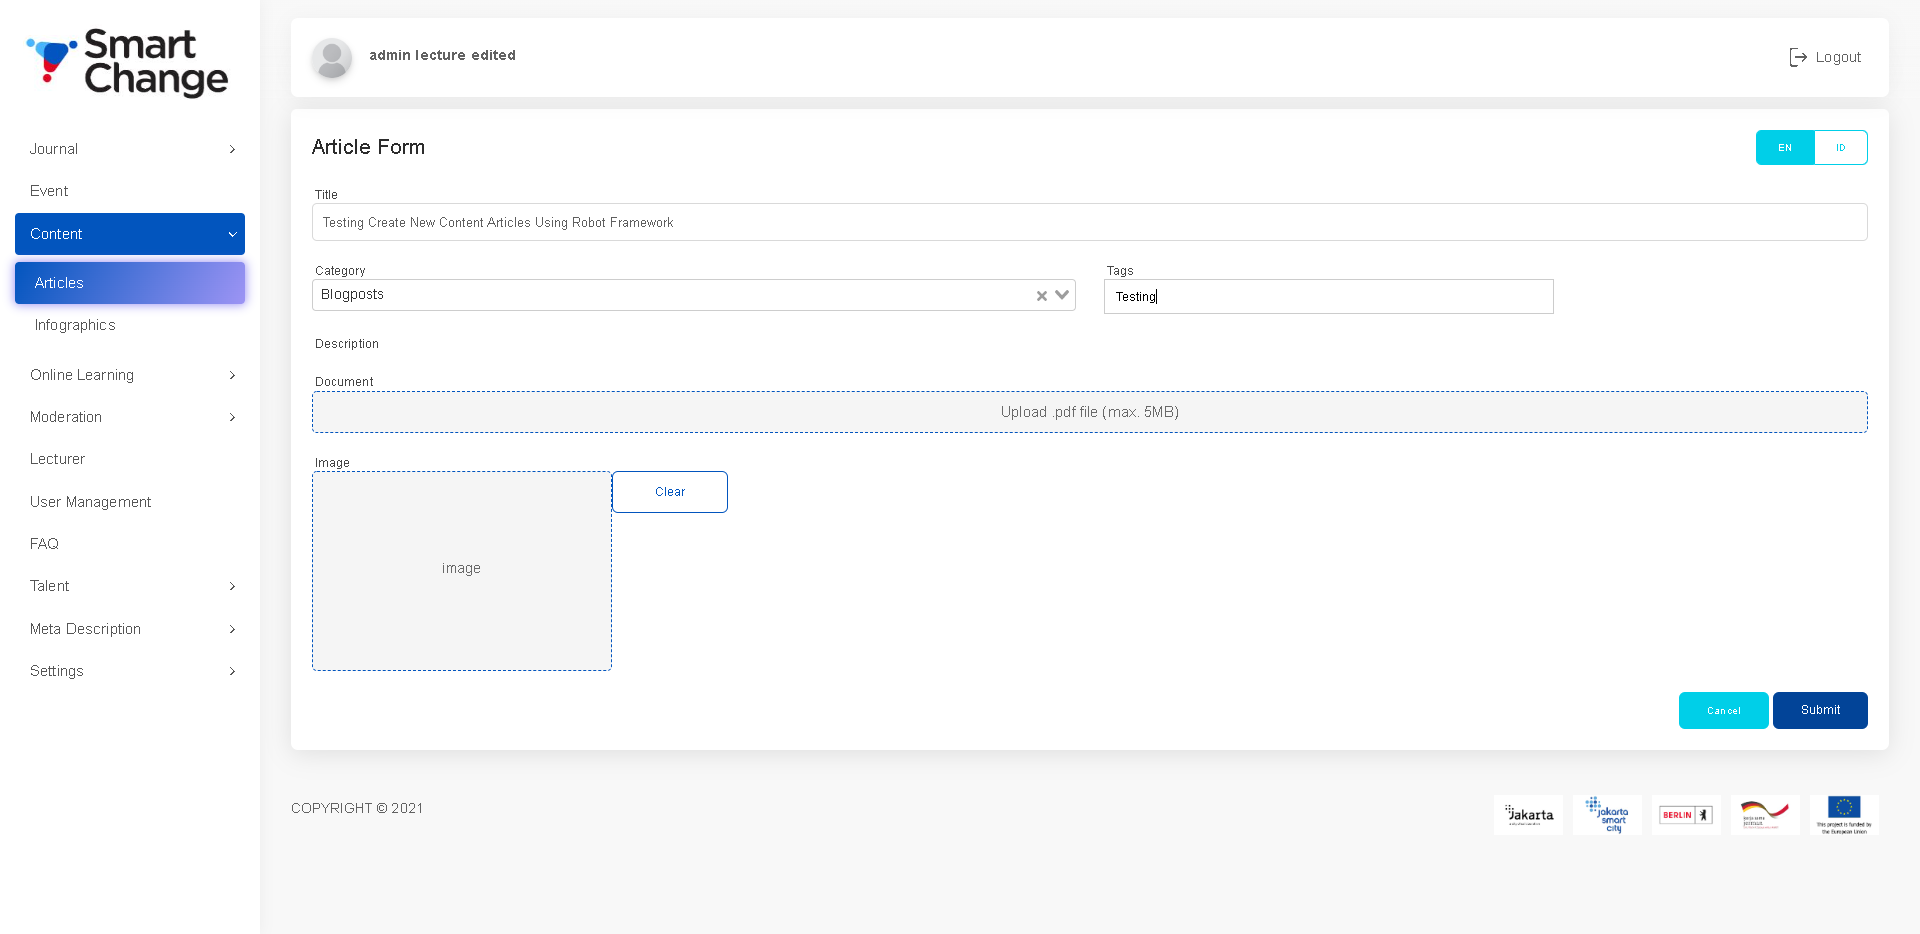 Smart
Change
admin lecture edited
Logout
Journal
Event
Content
Articles
Infographics
Online Learning
Moderation
Lecturer
User Management
FAQ
Talent
Meta Description
Settings
Article Form
EN
ID
Title
Testing Create New Content Articles Using Robot Framework
Category
Tags
Blogposts
Testing
Description
Document
Upload .pdf file (max. 5MB)
Image
Clear
image
Cancel
Submit
COPYRIGHT © 2021
Jakarta
jakarta
smart
city
BERLIN
This project is funded by
the European Union